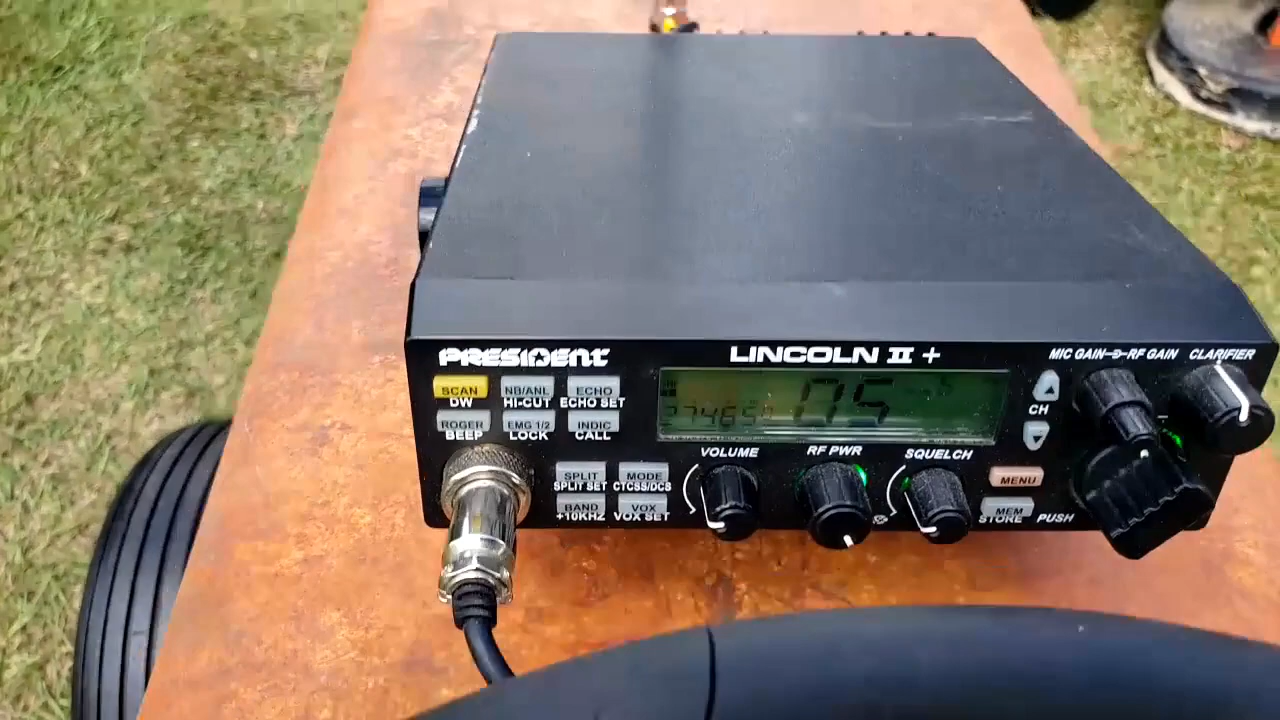 PRESIDENT
LINCOLN II +
MIC GAIN RF GAIN CLARIFIER
SCAN NB/ANL ECHO
DW HI-CUT ECHO SET
ROGER EMG 1/2 INDIC
BEEP LOCK CALL
CH
VOLUME RF PWR SQUELCH
SPLIT MODE
SPLIT SET CTCSS/DCS
BAND VOX
+10KHZ VOX SET
MENU
MEM
STORE PUSH